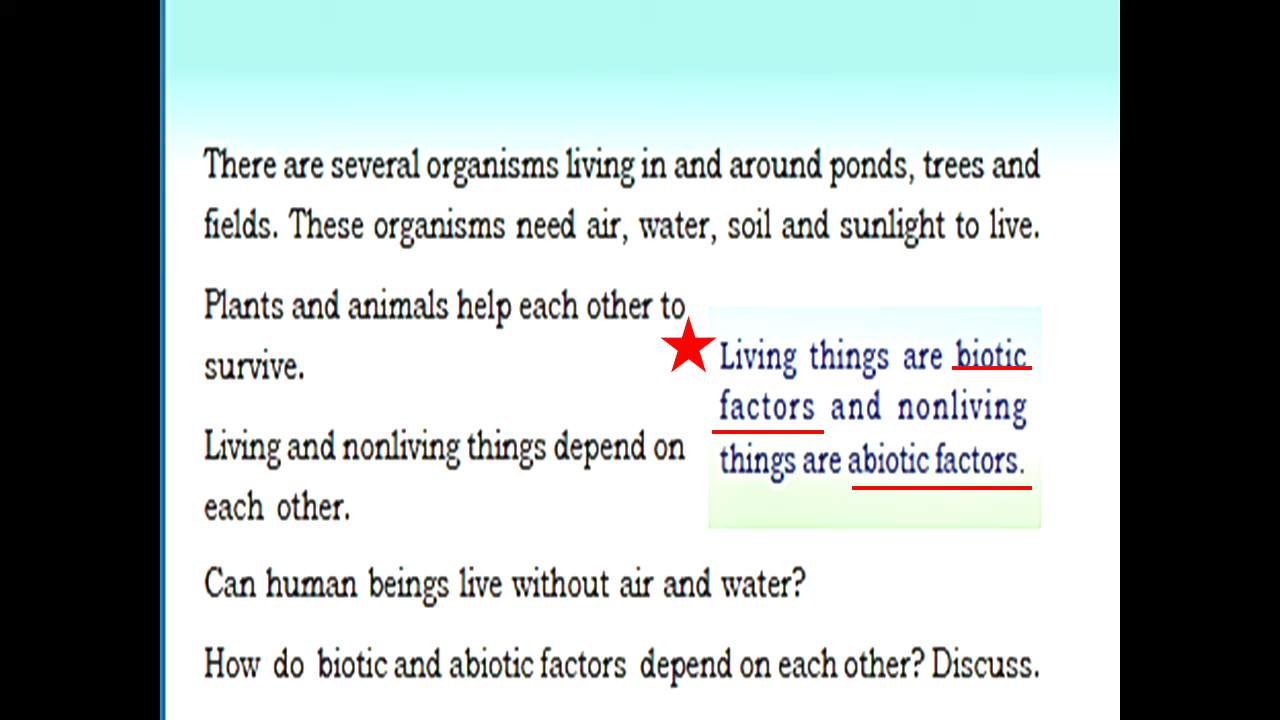 There are several organisms living in and around ponds, trees and
fields. These organisms need air, water, soil and sunlight to live.
Plants and animals help each other to
survive.
Living and nonliving things depend on
each other.
Living things are biotic
factors and nonliving
things are abiotic factors.
Can human beings live without air and water?
How do biotic and abiotic factors depend on each other? Discuss.